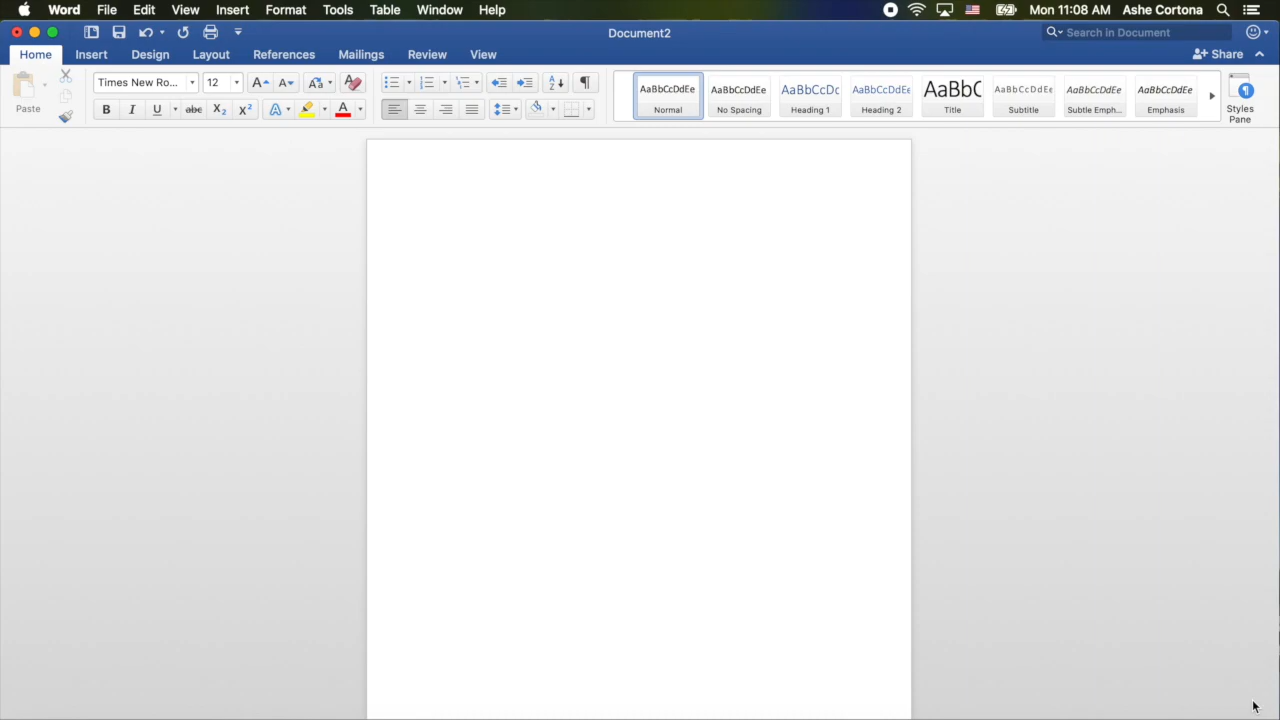 Word File Edit View Insert Format Tools Table Window Help Mon 11:08 AM Ashe Cortona
Document2 Search in Document
Home Insert Design Layout References Mailings Review View Share
Paste Times New Ro... 12 A A Aa A
AaBbCcDdEe AaBbCcDdEe AaBbCcDc AaBbCcDdEe AaBbC AaBbCcDdEe AaBbCcDdEe AaBbCcDdEe
B I U abc X2 X2 A A
Normal No Spacing Heading 1 Heading 2 Title Subtitle Subtle Emph... Emphasis
Styles
Pane